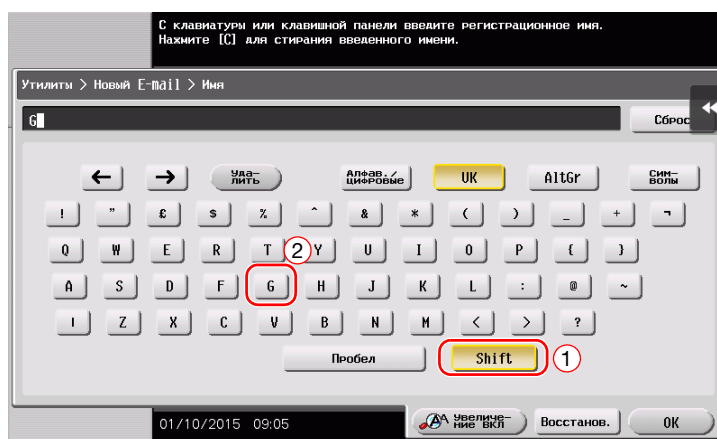 С клавиатуры или клавишной панели введите регистрационное имя.
Нажмите [C] для стирания введенного имени.
Утилиты > Новый E-mail > Имя
G
Сброс
← → Уда-
лить
Алфав./
цифровые
UK AltGr Сим-
волы
! " £ $ % ^ & * ( ) _ + ¬
Q W E R T 2 Y U I O P { }
A S D F G H J K L : @ ~
| Z X C V B N M < > ?
Пробел Shift 1
01/10/2015 09:05
Увеличе-
ние вкл
Восстанов. OK